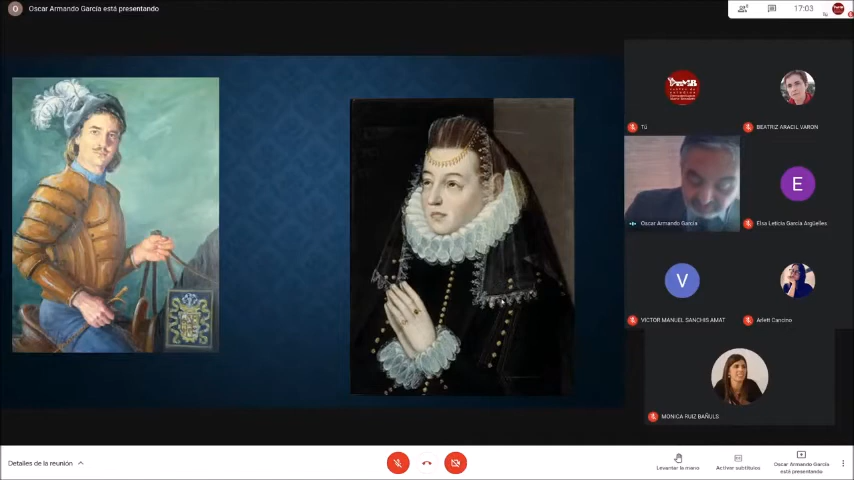 O
Oscar Armando García está presentando
17:03
Tú
BEATRIZ ARACIL VARON
Oscar Armando García
E
Elsa Leticia García Argüelles
V
VICTOR MANUEL SANCHIS AMAT
Arlett Cancino
MONICA RUIZ BAÑULS
Detalles de la reunión
Levantar la mano
Activar subtítulos
Oscar Armando García
está presentando